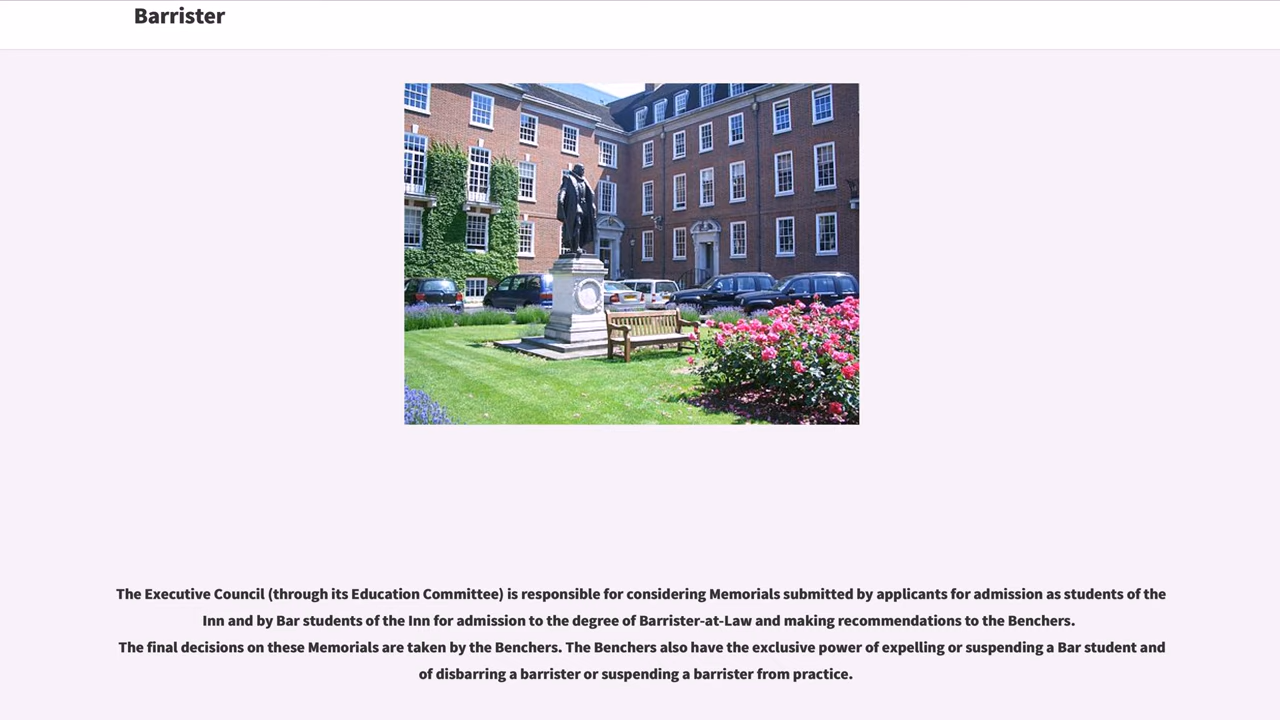 Barrister
The Executive Council (through its Education Committee) is responsible for considering Memorials submitted by applicants for admission as students of the
Inn and by Bar students of the Inn for admission to the degree of Barrister-at-Law and making recommendations to the Benchers.
The final decisions on these Memorials are taken by the Benchers. The Benchers also have the exclusive power of expelling or suspending a Bar student and
of disbarring a barrister or suspending a barrister from practice.